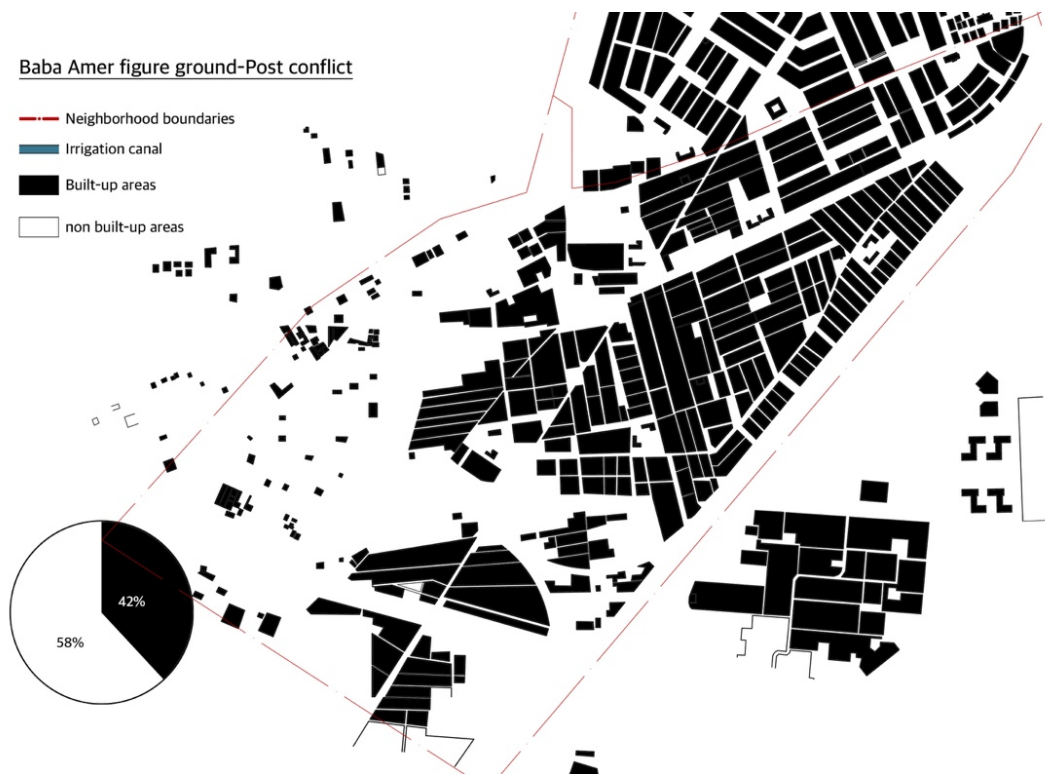 Baba Amer figure ground-Post conflict
Neighborhood boundaries
Irrigation canal
Built-up areas
non built-up areas
42%
58%